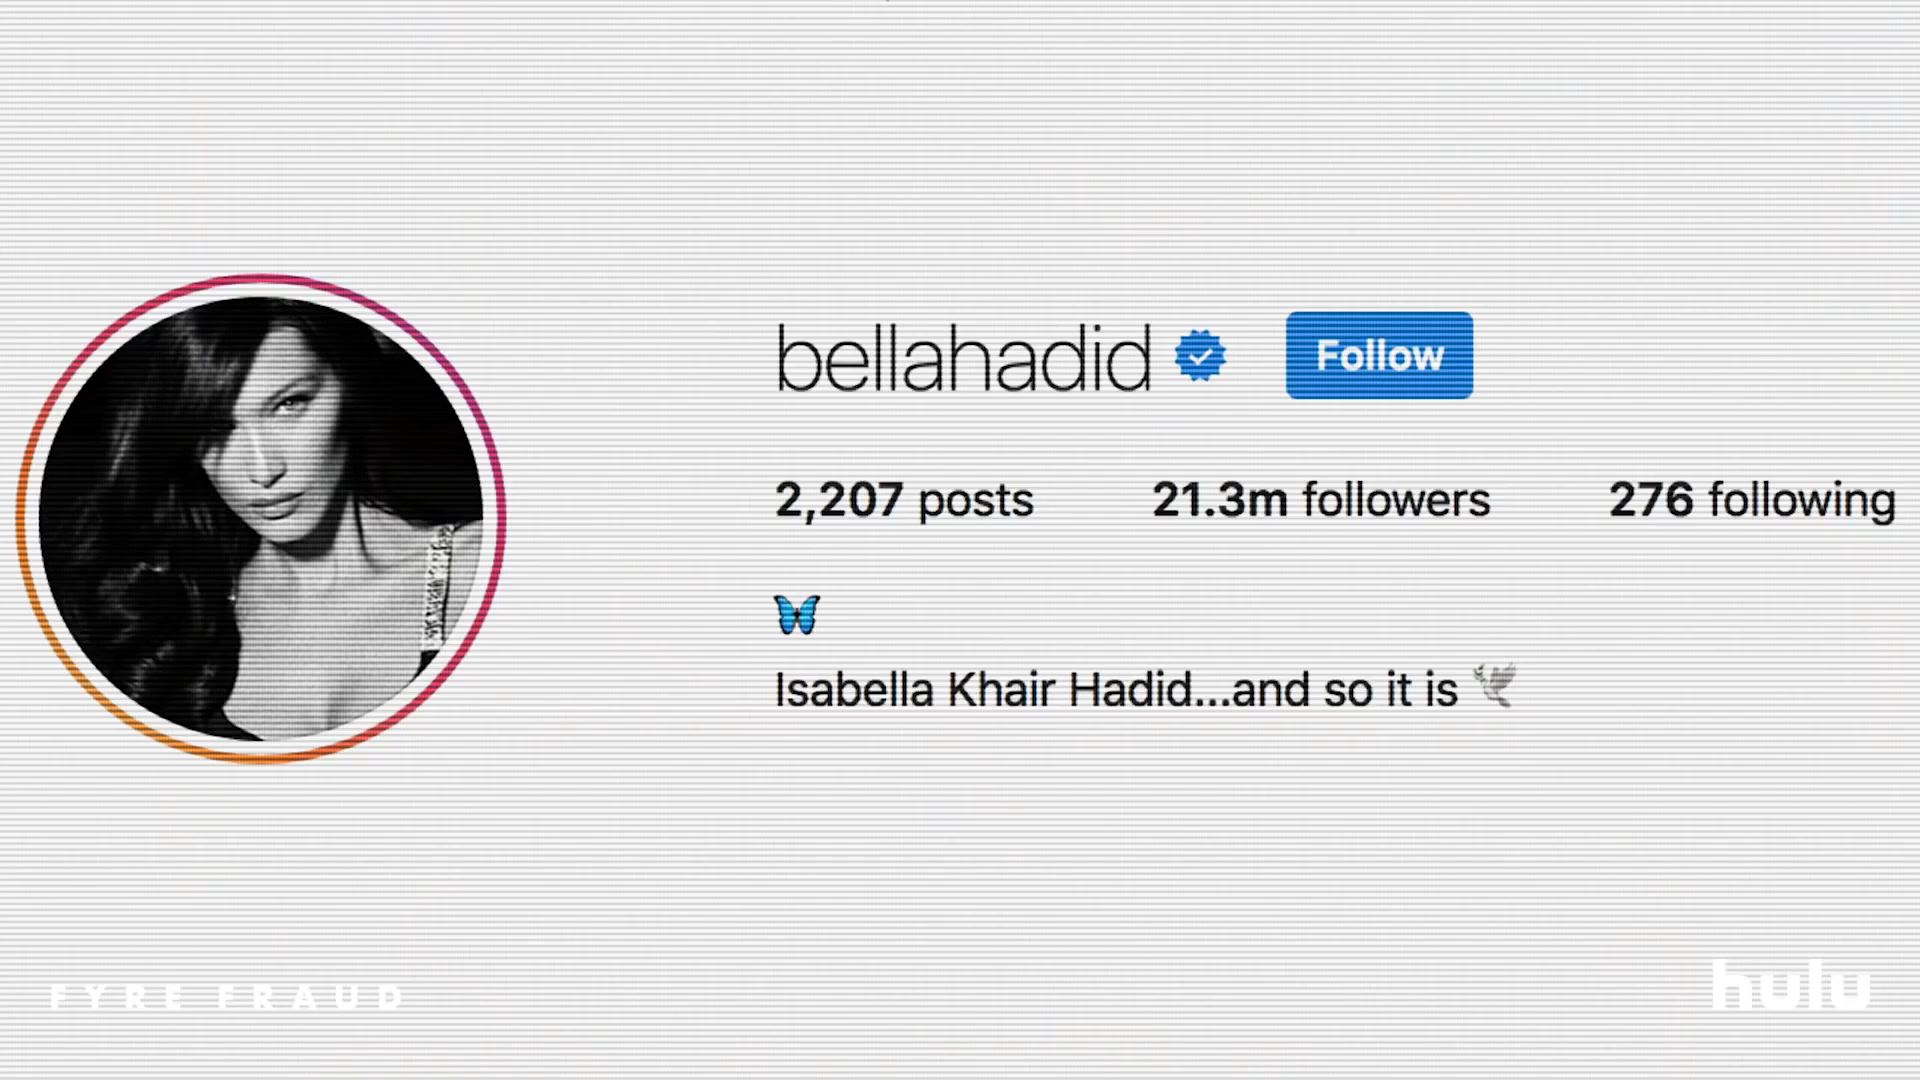 bellahadid Follow
2,207 posts 21.3m followers 276 following
🦋
Isabella Khair Hadid...and so it is 🕊
FYRE FRAUD
hulu